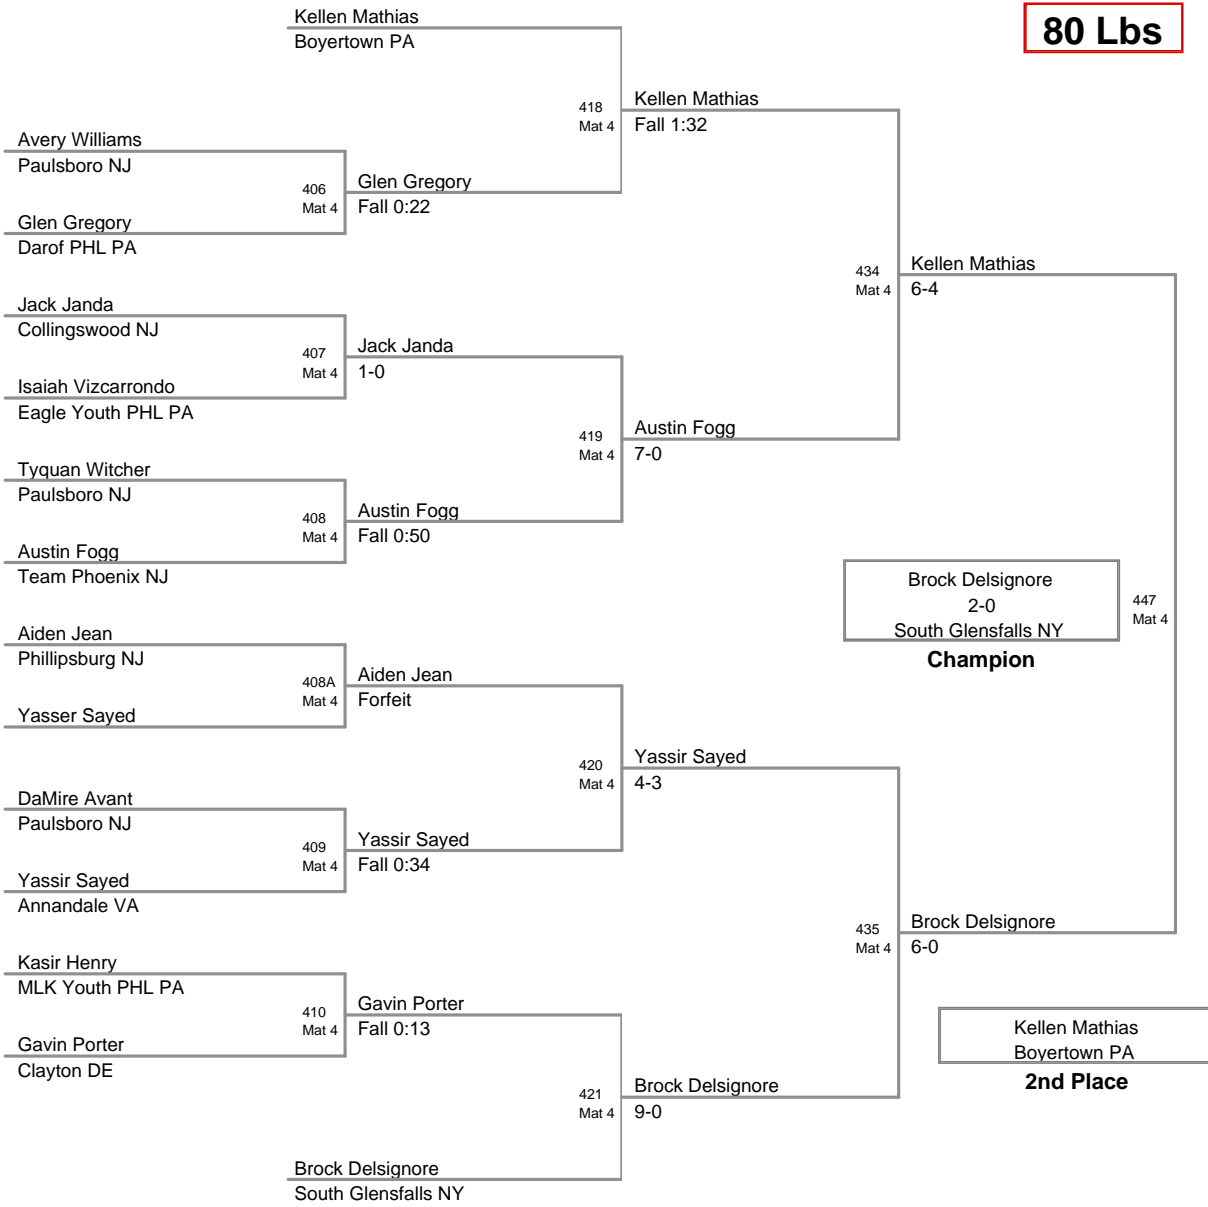 Kellen Mathias
Boyertown PA
80 Lbs
418
Mat 4
Kellen Mathias
Fall 1:32
Avery Williams
Paulsboro NJ
406
Mat 4
Glen Gregory
Fall 0:22
Glen Gregory
Darof PHL PA
434
Mat 4
Kellen Mathias
6-4
Jack Janda
Collingswood NJ
407
Mat 4
Jack Janda
1-0
Isaiah Vizcarrondo
Eagle Youth PHL PA
419
Mat 4
Austin Fogg
7-0
Tyquan Witcher
Paulsboro NJ
408
Mat 4
Austin Fogg
Fall 0:50
Austin Fogg
Team Phoenix NJ
Brock Delsignore
2-0
South Glensfalls NY
Champion
447
Mat 4
Aiden Jean
Phillipsburg NJ
408A
Mat 4
Aiden Jean
Forfeit
Yasser Sayed
420
Mat 4
Yassir Sayed
4-3
DaMire Avant
Paulsboro NJ
409
Mat 4
Yassir Sayed
Fall 0:34
Yassir Sayed
Annandale VA
435
Mat 4
Brock Delsignore
6-0
Kasir Henry
MLK Youth PHL PA
410
Mat 4
Gavin Porter
Fall 0:13
Gavin Porter
Clayton DE
Kellen Mathias
Boyertown PA
2nd Place
421
Mat 4
Brock Delsignore
9-0
Brock Delsignore
South Glensfalls NY